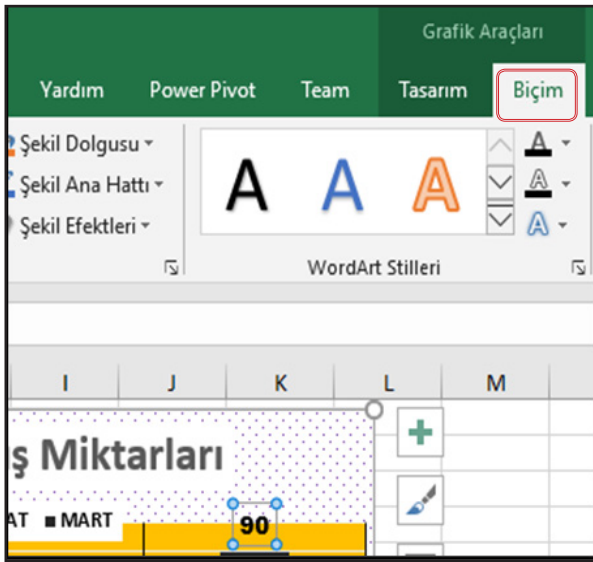 Grafik Araçları
Yardım Power Pivot Team Tasarım Biçim
Şekil Dolgusu
Şekil Ana Hattı
Şekil Efektleri
A A A
A
A
A
WordArt Stilleri
I J K L M
ş Miktarları
AT MART
90